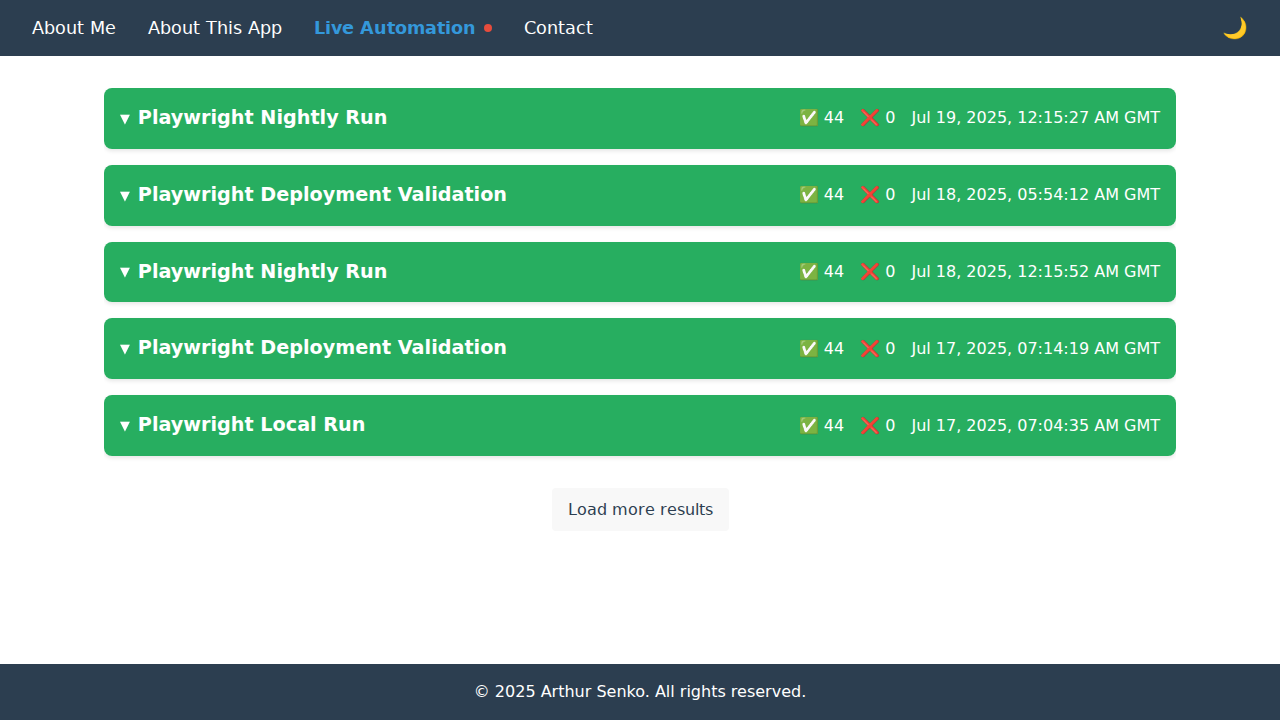 About Me About This App Live Automation Contact
Playwright Nightly Run 44 0 Jul 19, 2025, 12:15:27 AM GMT
Playwright Deployment Validation 44 0 Jul 18, 2025, 05:54:12 AM GMT
Playwright Nightly Run 44 0 Jul 18, 2025, 12:15:52 AM GMT
Playwright Deployment Validation 44 0 Jul 17, 2025, 07:14:19 AM GMT
Playwright Local Run 44 0 Jul 17, 2025, 07:04:35 AM GMT
Load more results
© 2025 Arthur Senko. All rights reserved.